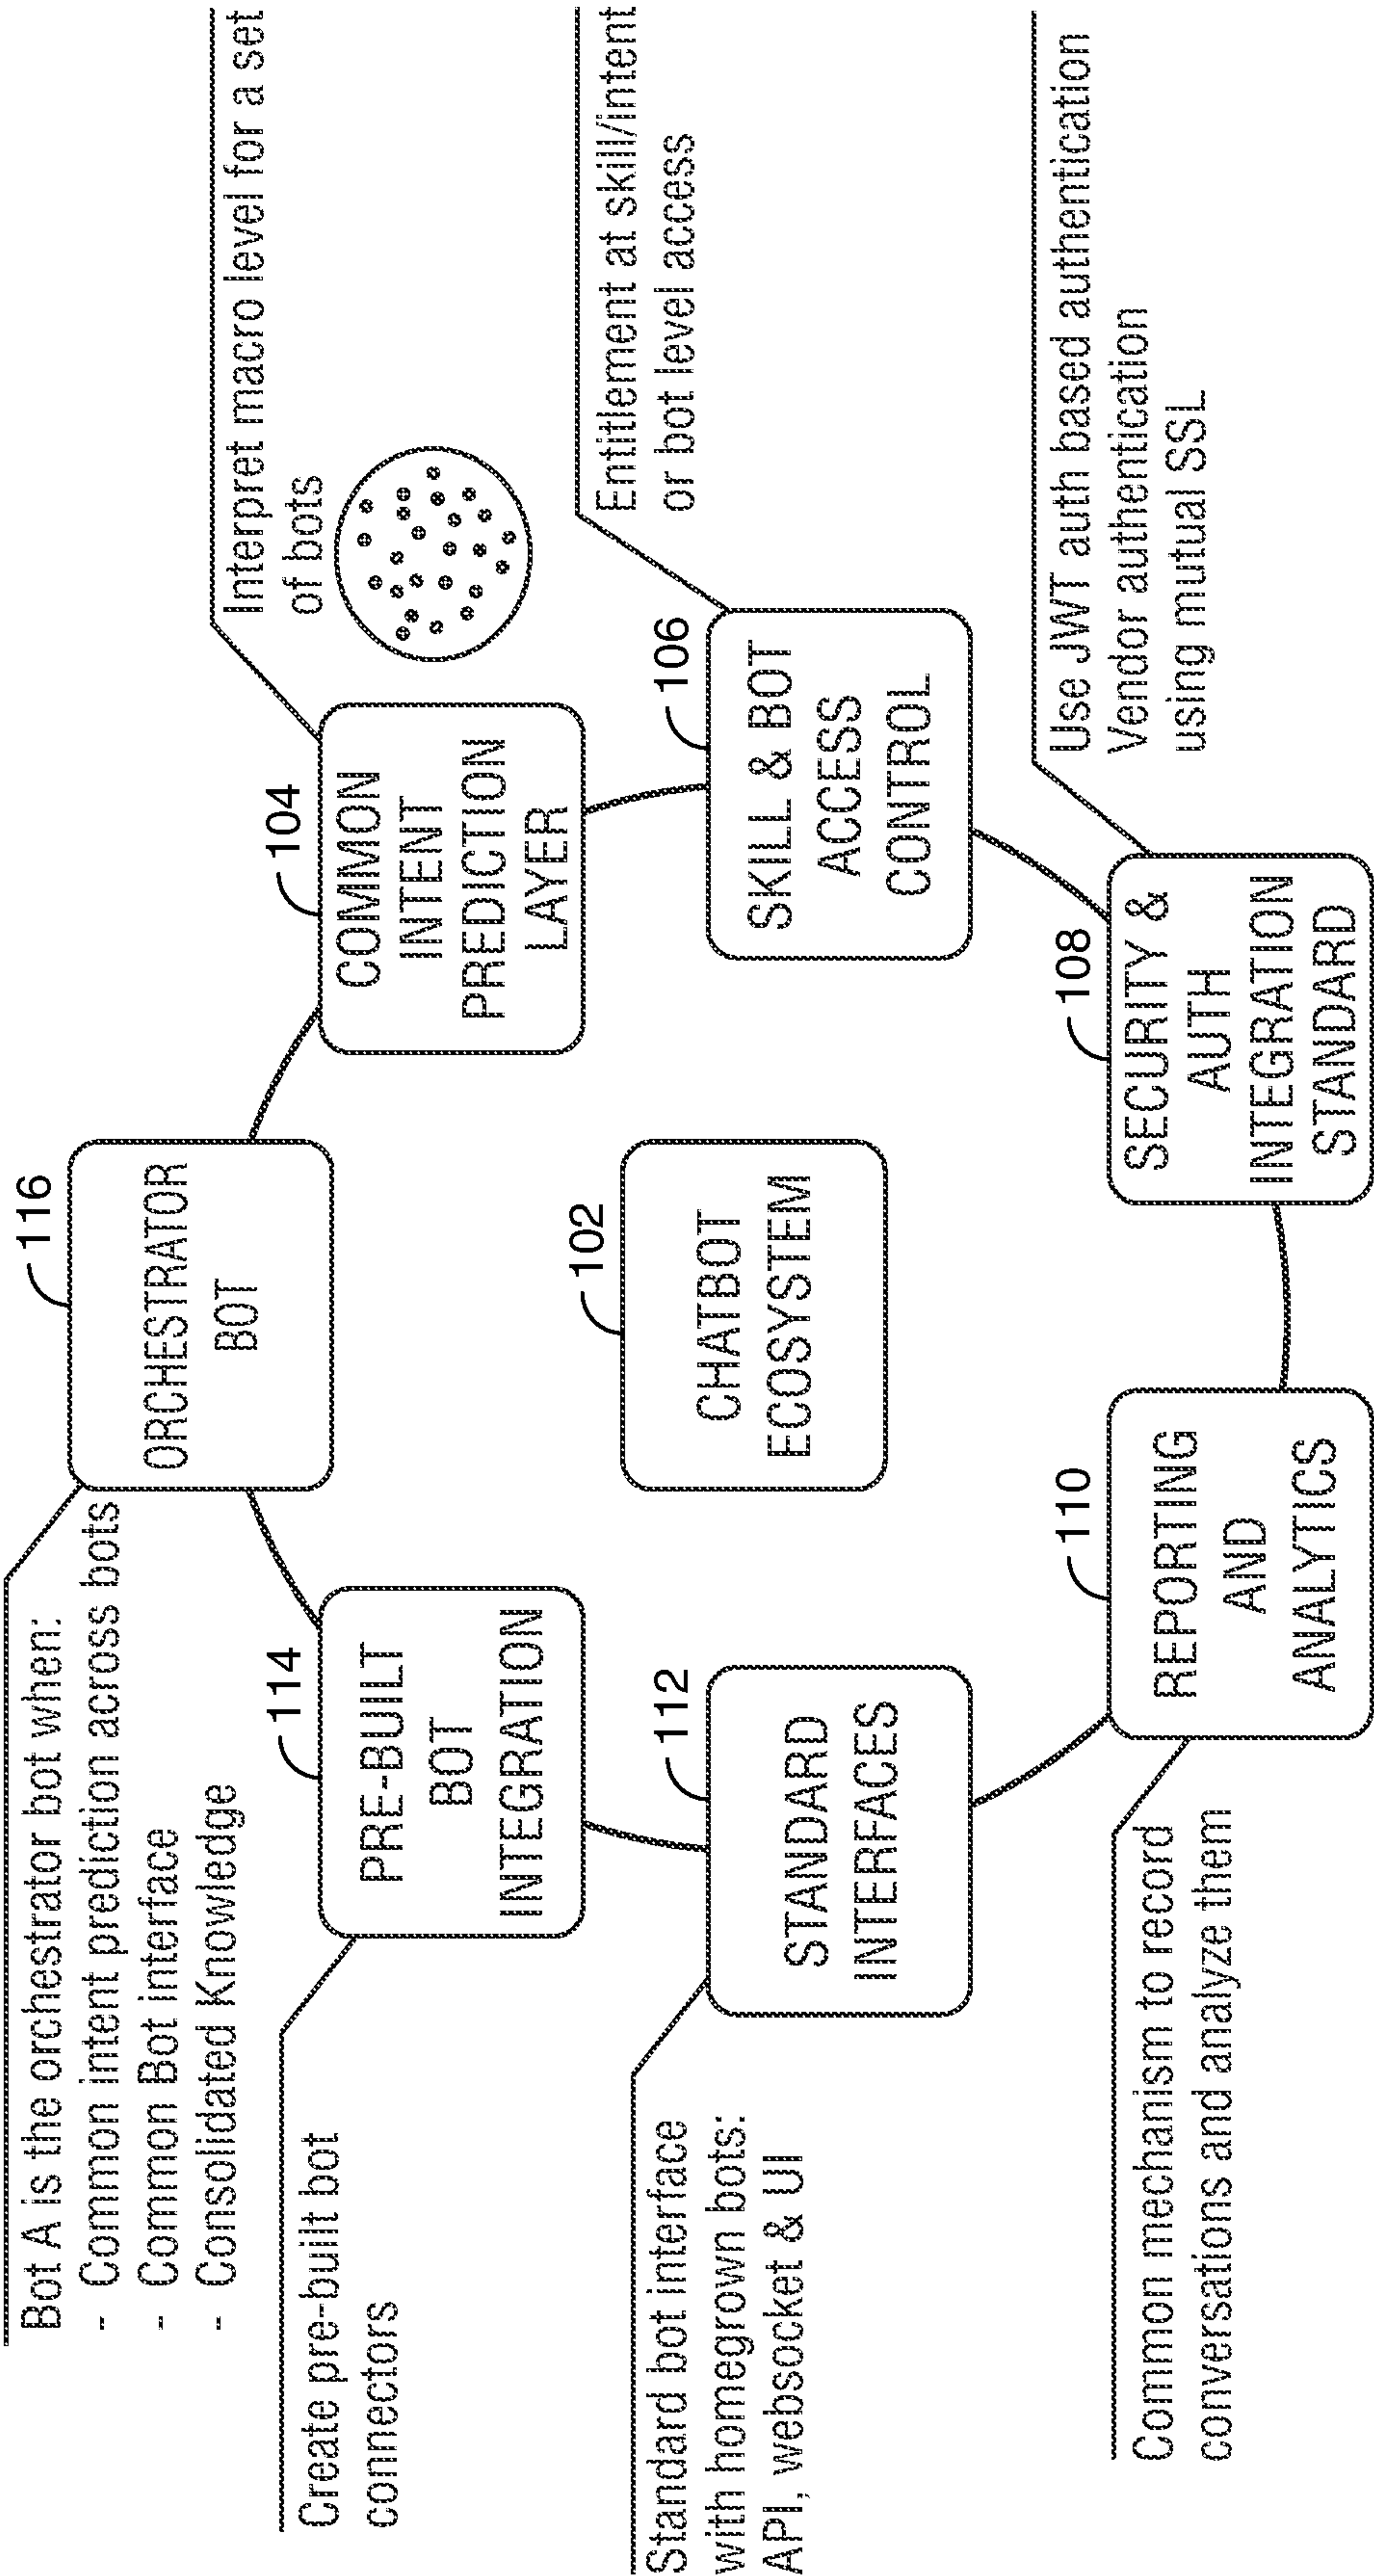 Bot A is the orchestrator bot when:
- Common intent prediction across bots
- Common Bot interface
- Consolidated Knowledge
116
ORCHESTRATOR
BOT
Interpret macro level for a set
of bots
104
COMMON
INTENT
PREDICTION
LAYER
Create pre-built bot
connectors
114
PRE-BUILT
BOT
INTEGRATION
102
CHATBOT
ECOSYSTEM
Entitlement at skill/intent
or bot level access
106
SKILL & BOT
ACCESS
CONTROL
Standard bot interface
with homegrown bots:
API, websocket & UI
112
STANDARD
INTERFACES
Use JWT auth based authentication
Vendor authentication
using mutual SSL
108
SECURITY &
AUTH
INTEGRATION
STANDARD
Common mechanism to record
conversations and analyze them
110
REPORTING
AND
ANALYTICS